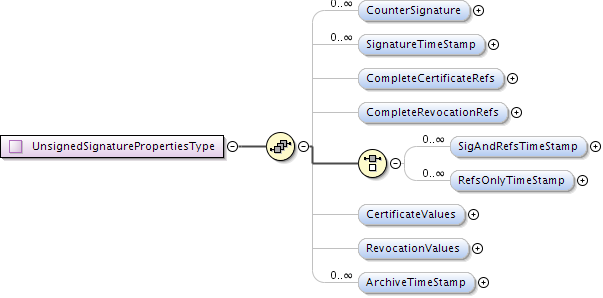 0..∞
CounterSignature
0..∞
SignatureTimeStamp
CompleteCertificateRefs
CompleteRevocationRefs
UnsignedSignaturePropertiesType
0..∞
SigAndRefsTimeStamp
0..∞
RefsOnlyTimeStamp
CertificateValues
RevocationValues
0..∞
ArchiveTimeStamp